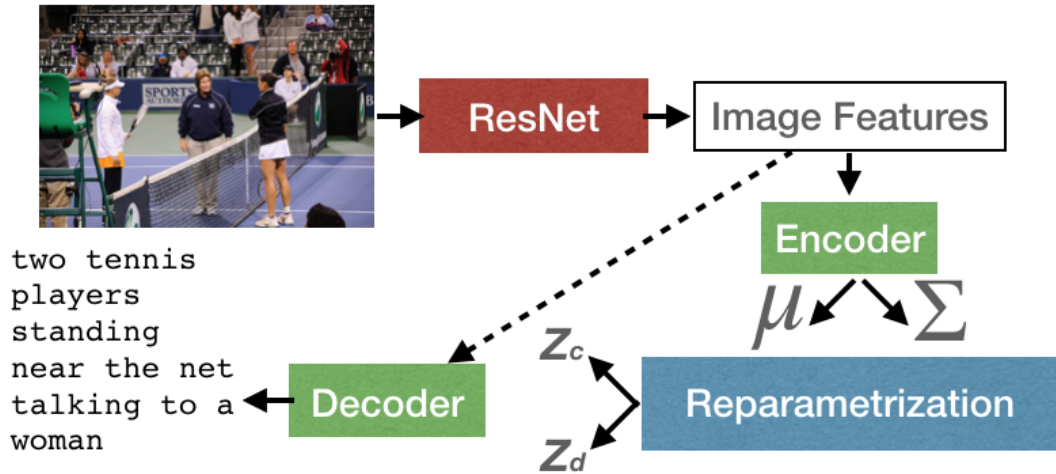 SPORTS
ResNet
Image Features
Encoder
μ
Σ
two tennis
players
standing
near the net
talking to a
woman
Zc
Decoder
Reparametrization
Zd